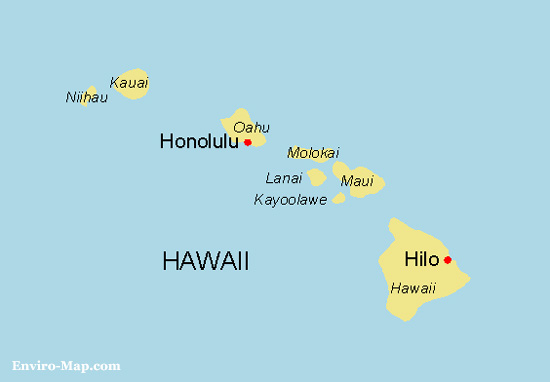 Kauai
Niihau
Oahu
Honolulu
Molokai
Lanai
Maui
Kayoolawe
HAWAII
Hilo
Hawaii
Enviro-Map.com